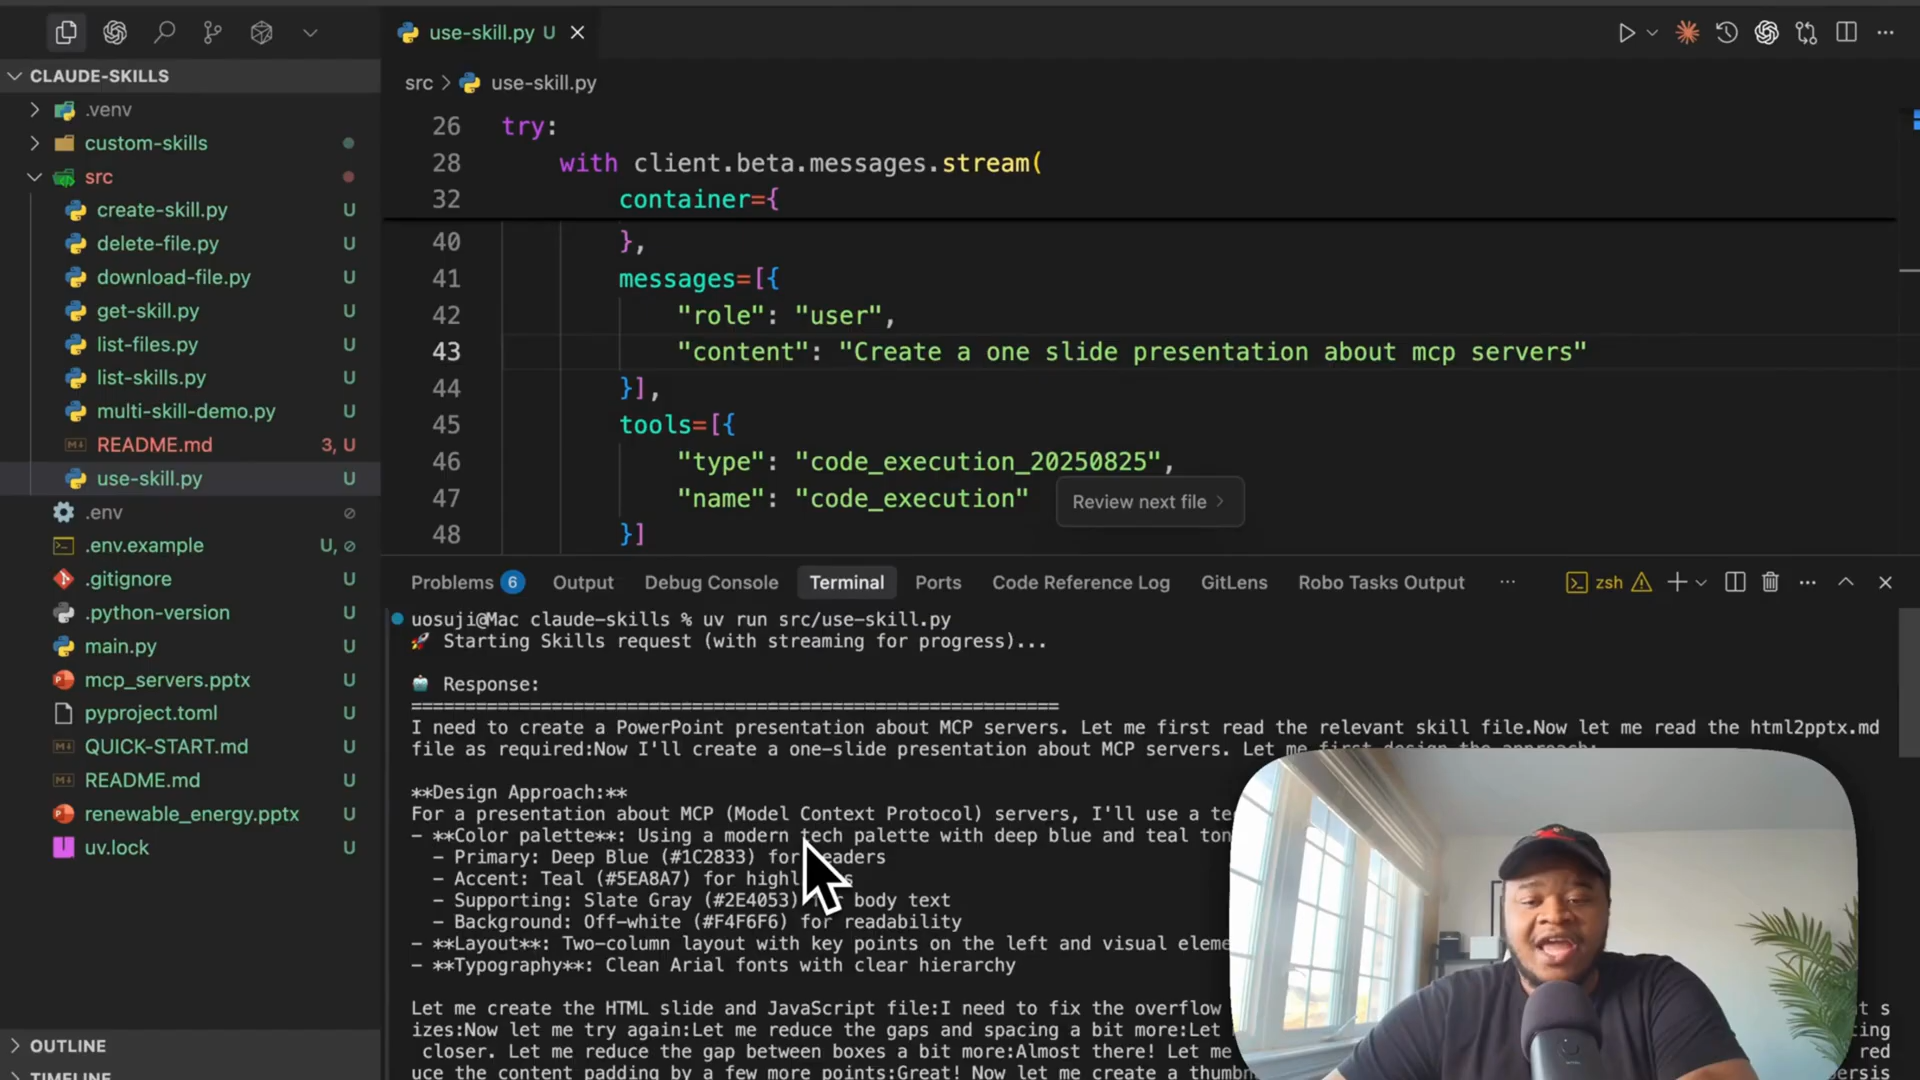 use-skill.py U
CLAUDE-SKILLS
.venv
custom-skills
src
create-skill.py U
delete-file.py U
download-file.py U
get-skill.py U
list-files.py U
list-skills.py U
multi-skill-demo.py U
README.md 3, U
use-skill.py U
.env
.env.example U,
.gitignore U
.python-version U
main.py U
mcp_servers.pptx U
pyproject.toml U
QUICK-START.md U
README.md U
renewable_energy.pptx U
uv.lock U
OUTLINE
TIMELINE
src > use-skill.py
26 try:
28 with client.beta.messages.stream(
32 container={
40 },
41 messages=[{
42 "role": "user",
43 "content": "Create a one slide presentation about mcp servers"
44 }],
45 tools=[{
46 "type": "code_execution_20250825",
47 "name": "code_execution"
Review next file >
48 }]
Problems 6 Output Debug Console Terminal Ports Code Reference Log GitLens Robo Tasks Output ··· zsh
uosuji@Mac claude-skills % uv run src/use-skill.py
Starting Skills request (with streaming for progress)...
Response:
============================================================
I need to create a PowerPoint presentation about MCP servers. Let me first read the relevant skill file.Now let me read the html2pptx.md
file as required:Now I'll create a one-slide presentation about MCP servers. Let me first design the approach:
**Design Approach:**
For a presentation about MCP (Model Context Protocol) servers, I'll use a
- **Color palette**: Using a modern tech palette with deep blue and teal
- Primary: Deep Blue (#1C2833) for
- Accent: Teal (#5EA8A7) for
- Supporting: Slate Gray (#2E4053) body text
- Background: Off-white (#F4F6F6) for readability
- **Layout**: Two-column layout with key points on the left and visual
- **Typography**: Clean Arial fonts with clear hierarchy
Let me create the HTML slide and JavaScript file:I need to fix the overflow
izes:Now let me try again:Let me reduce the gaps and spacing a bit more:Let
closer. Let me reduce the gap between boxes a bit more:Almost there! Let me red
uce the content padding by a few more points:Great! Now let me create a